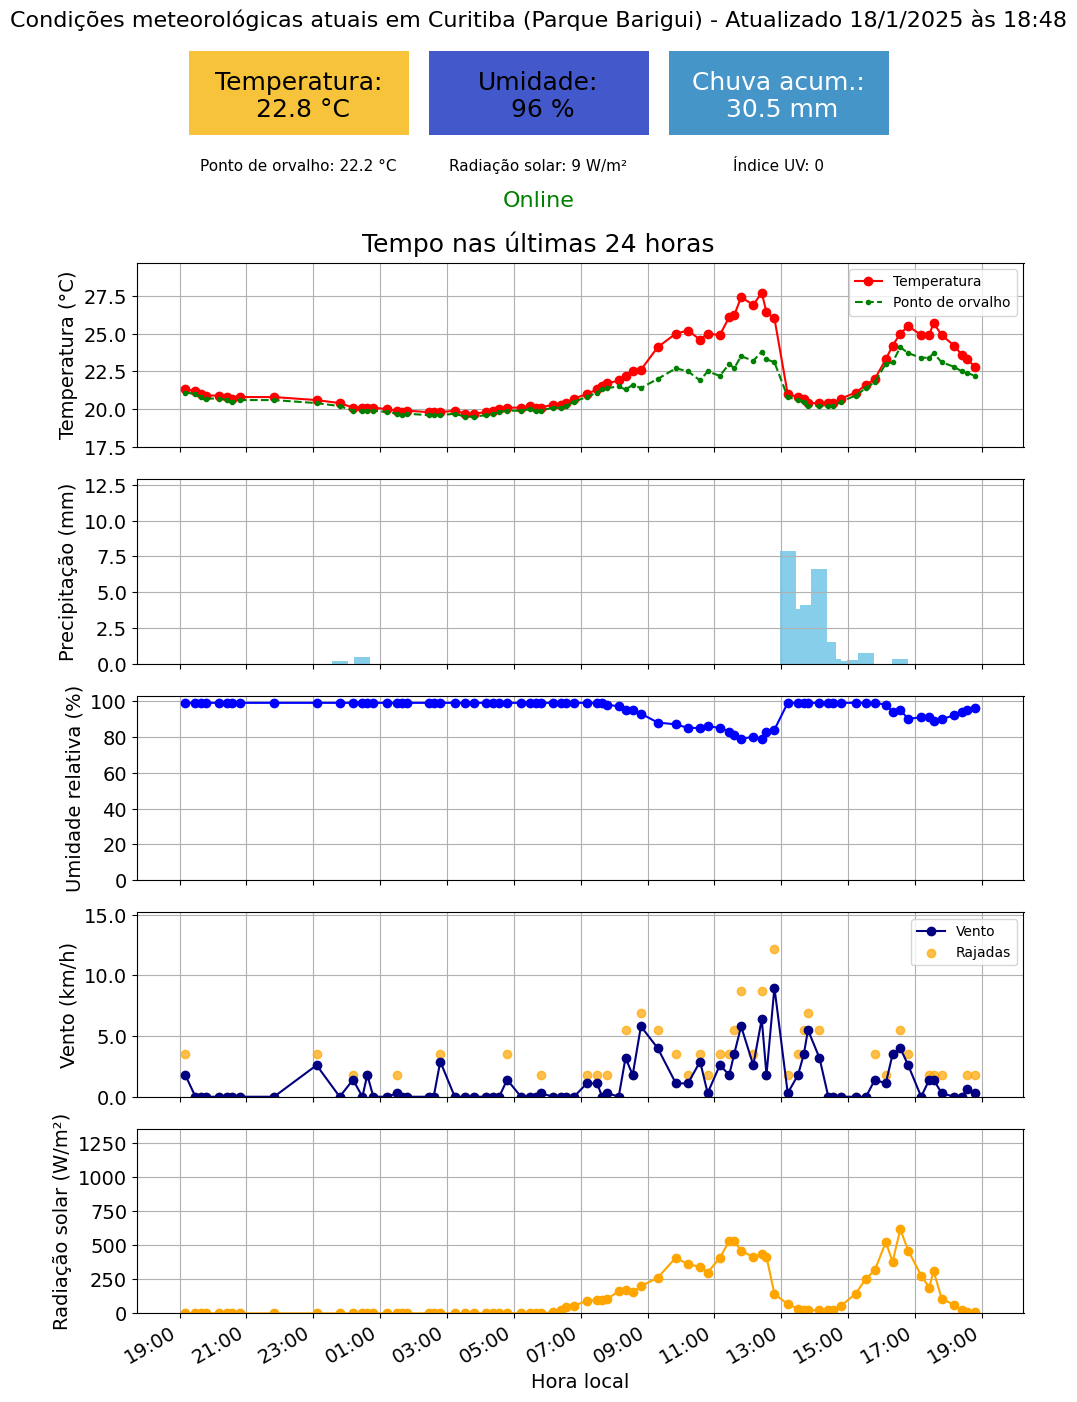 Condições meteorológicas atuais em Curitiba (Parque Barigui) - Atualizado 18/1/2025 às 18:48
Temperatura:
22.8 °C
Umidade:
96 %
Chuva acum.:
30.5 mm
Ponto de orvalho: 22.2 °C
Radiação solar: 9 W/m²
Índice UV: 0
Online
Tempo nas últimas 24 horas
Temperatura (°C)
27.5
25.0
22.5
20.0
17.5
Temperatura
Ponto de orvalho
Precipitação (mm)
12.5
10.0
7.5
5.0
2.5
0.0
Umidade relativa (%)
100
80
60
40
20
0
Vento (km/h)
15.0
10.0
5.0
0.0
Vento
Rajadas
Radiação solar (W/m²)
1250
1000
750
500
250
0
19:00 21:00 23:00 01:00 03:00 05:00 07:00 09:00 11:00 13:00 15:00 17:00 19:00
Hora local